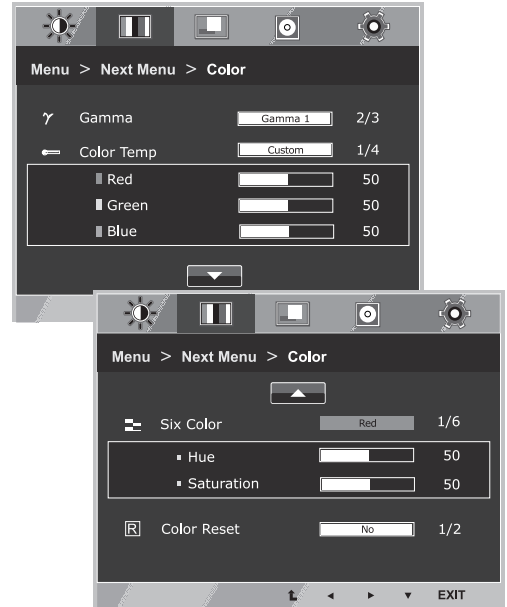 Menu > Next Menu > Color
γ Gamma Gamma 1 2/3
Color Temp Custom 1/4
Red 50
Green 50
Blue 50
Menu > Next Menu > Color
Six Color Red 1/6
Hue 50
Saturation 50
R Color Reset No 1/2
EXIT